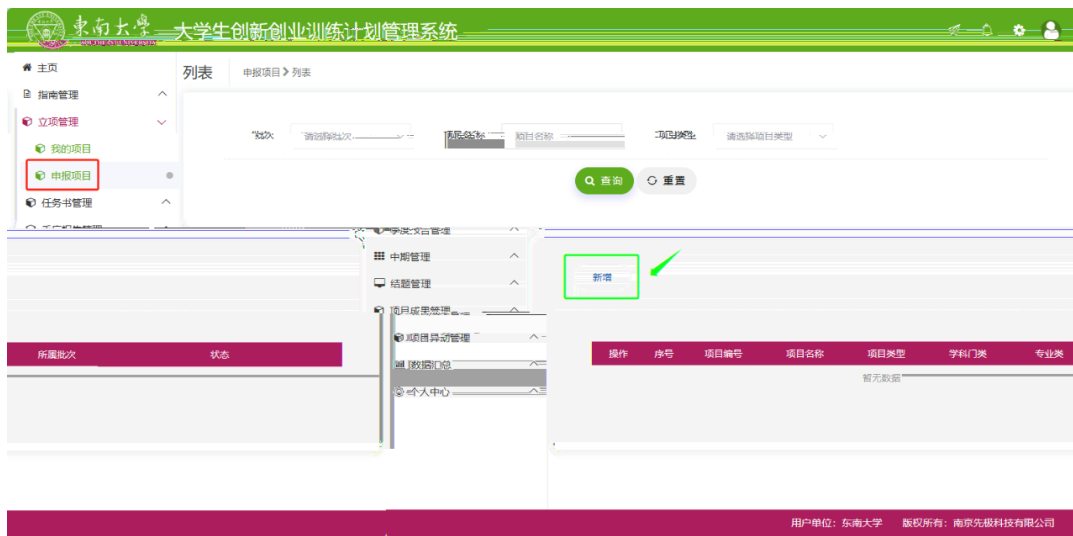 東南大學 大学生创新创业训练计划管理系统
主页
列表 申报项目 列表
指南管理
立项管理
批次 请选择批次 项目名称 项目名称 项目类型 请选择项目类型
我的项目
申报项目
查询 重置
任务书管理
中期管理
新增
结题管理
项目成果管理
项目异动管理
所属批次 状态
操作 序号 项目编号 项目名称 项目类型 学科门类 专业类
数据汇总
暂无数据
个人中心
用户单位：东南大学 版权所有：南京先极科技有限公司